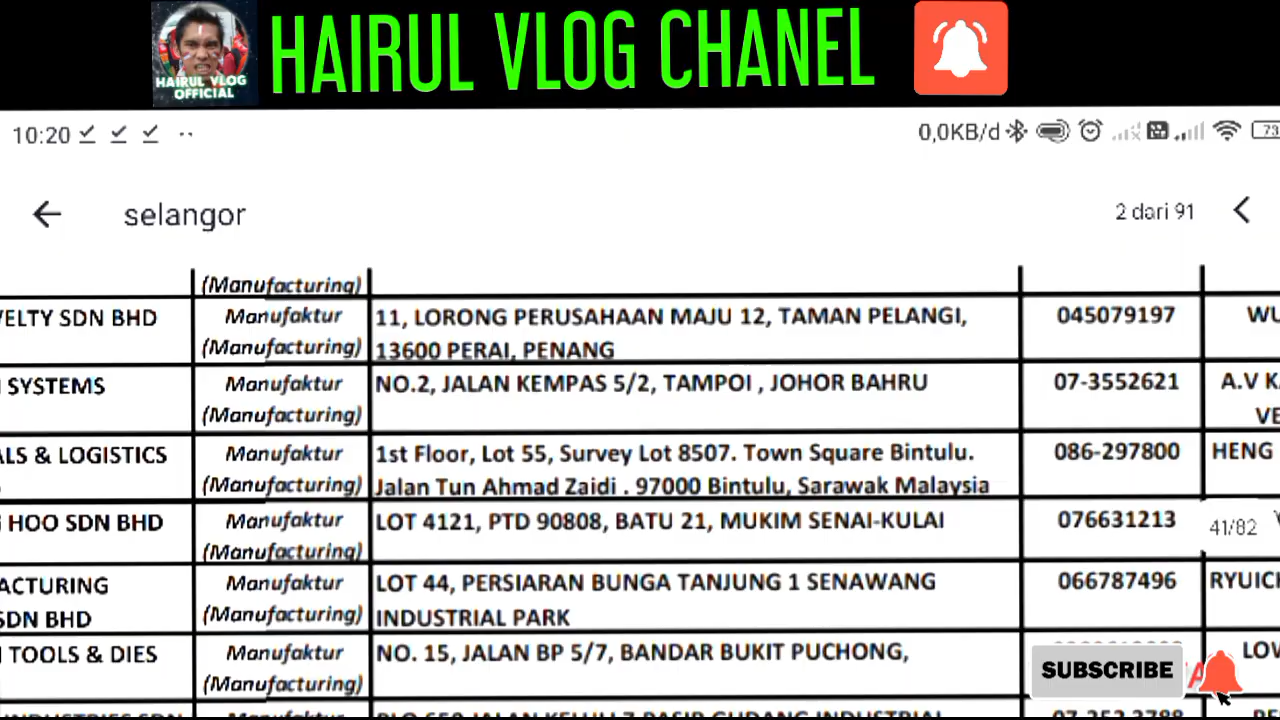 HAIRUL VLOG CHANEL
HAIRUL VLOG
OFFICIAL
10:20
0,0KB/d
73
selangor
2 dari 91
(Manufacturing)
VELTY SDN BHD
Manufaktur
(Manufacturing)
11, LORONG PERUSAHAAN MAJU 12, TAMAN PELANGI,
13600 PERAI, PENANG
045079197
WU
SYSTEMS
Manufaktur
(Manufacturing)
NO.2, JALAN KEMPAS 5/2, TAMPOI , JOHOR BAHRU
07-3552621
A.V KA
VE
ALS & LOGISTICS
Manufaktur
(Manufacturing)
1st Floor, Lot 55, Survey Lot 8507. Town Square Bintulu.
Jalan Tun Ahmad Zaidi . 97000 Bintulu, Sarawak Malaysia
086-297800
HENG
HOO SDN BHD
Manufaktur
(Manufacturing)
LOT 4121, PTD 90808, BATU 21, MUKIM SENAI-KULAI
076631213
41/82
ACTURING
SDN BHD
Manufaktur
(Manufacturing)
LOT 44, PERSIARAN BUNGA TANJUNG 1 SENAWANG
INDUSTRIAL PARK
066787496
RYUICH
TOOLS & DIES
Manufaktur
(Manufacturing)
NO. 15, JALAN BP 5/7, BANDAR BUKIT PUCHONG,
LOW
SUBSCRIBE